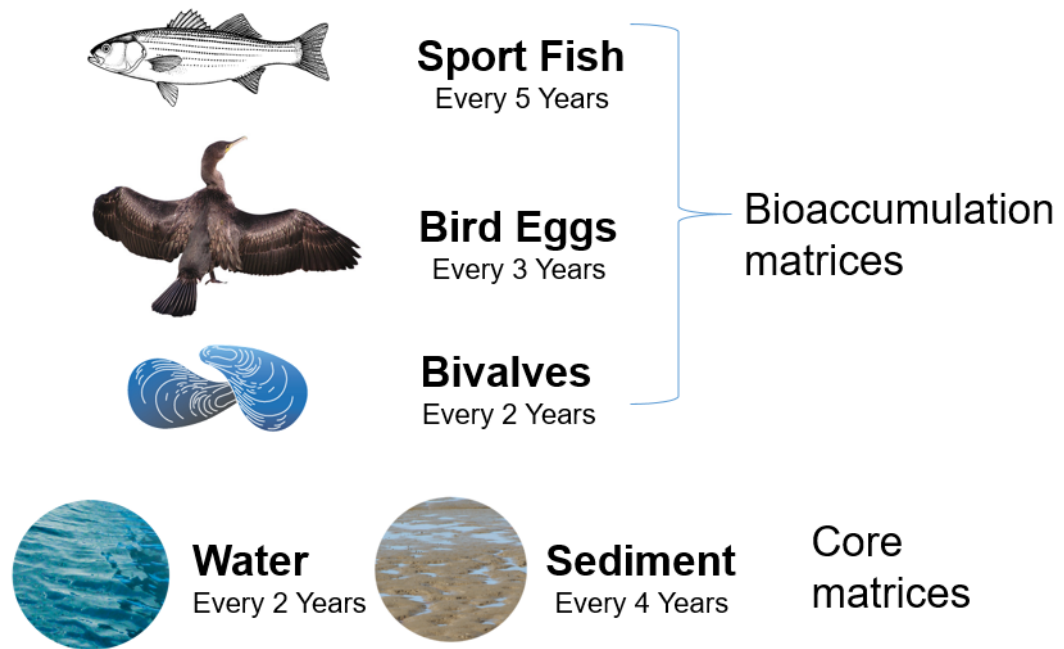 Sport Fish
Every 5 Years
Bird Eggs
Every 3 Years
Bioaccumulation
matrices
Bivalves
Every 2 Years
Water
Every 2 Years
Sediment
Every 4 Years
Core
matrices